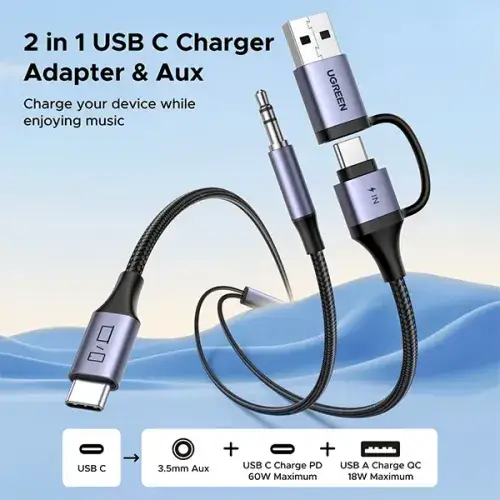 2 in 1 USB C Charger
Adapter & Aux
Charge your device while
enjoying music
UGREEN
IN
USB C
3.5mm Aux
USB C Charge PD
60W Maximum
USB A Charge QC
18W Maximum